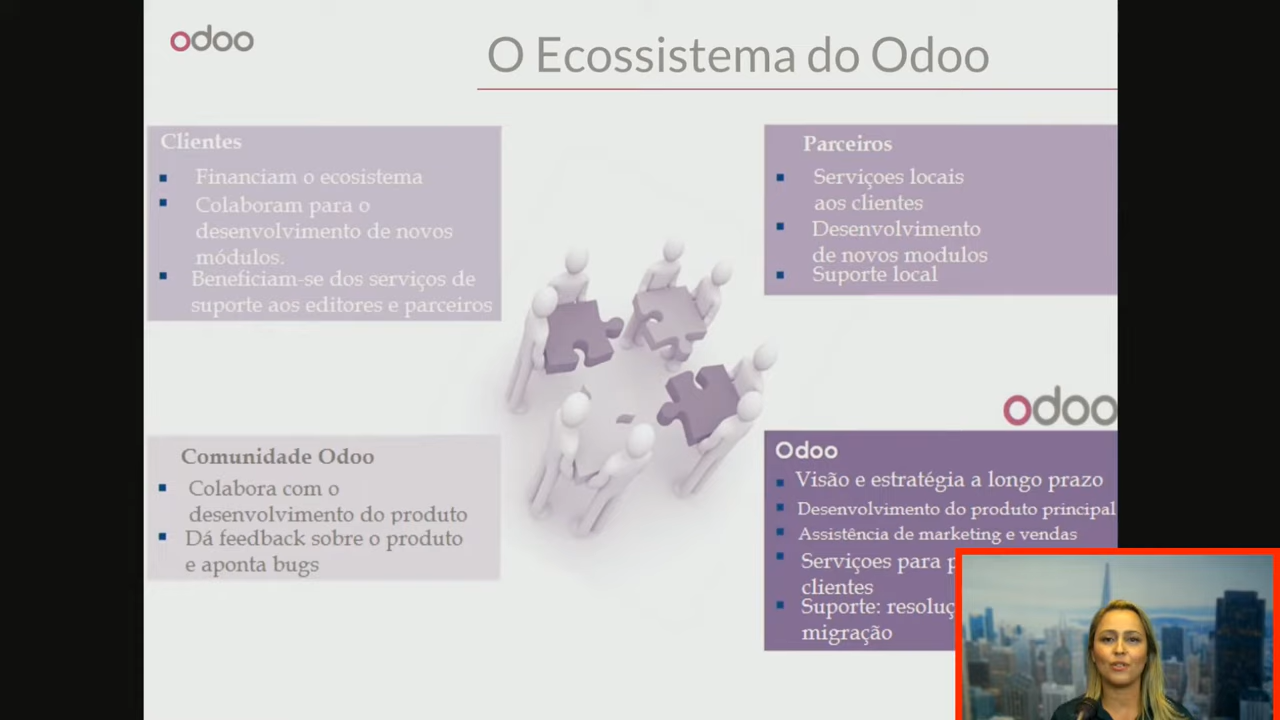 odoo
O Ecossistema do Odoo
Clientes
Financiam o ecosistema
Colaboram para o
desenvolvimento de novos
módulos.
Beneficiam-se dos serviços de
suporte aos editores e parceiros
Parceiros
Serviçoes locais
aos clientes
Desenvolvimento
de novos modulos
Suporte local
Comunidade Odoo
Colabora com o
desenvolvimento do produto
Dá feedback sobre o produto
e aponta bugs
odoo
Odoo
Visão e estratégia a longo prazo
Desenvolvimento do produto principal
Assistência de marketing e vendas
Serviçoes para
clientes
Suporte:
migração